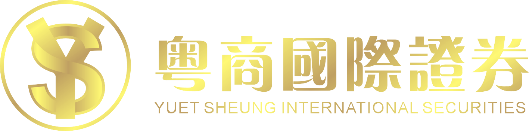 粵商國際證券
YUET SHEUNG INTERNATIONAL SECURITIES